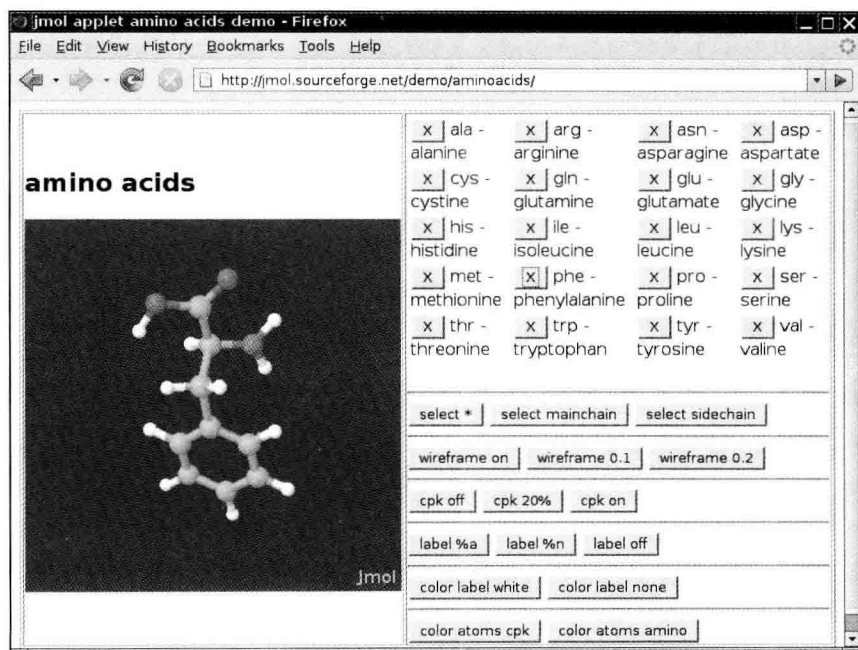 jmol applet amino acids demo - Firefox
File Edit View History Bookmarks Tools Help
http://jmol.sourceforge.net/demo/aminoacids/
amino acids
Jmol
x ala - x arg - x asn - x asp -
alanine arginine asparagine aspartate
x cys - x gln - x glu - x gly -
cystine glutamine glutamate glycine
x his - x ile - x leu - x lys -
histidine isoleucine leucine lysine
x met - x phe - x pro - x ser -
methionine phenylalanine proline serine
x thr - x trp - x tyr - x val -
threonine tryptophan tyrosine valine
select * select mainchain select sidechain
wireframe on wireframe 0.1 wireframe 0.2
cpk off cpk 20% cpk on
label %a label %n label off
color label white color label none
color atoms cpk color atoms amino